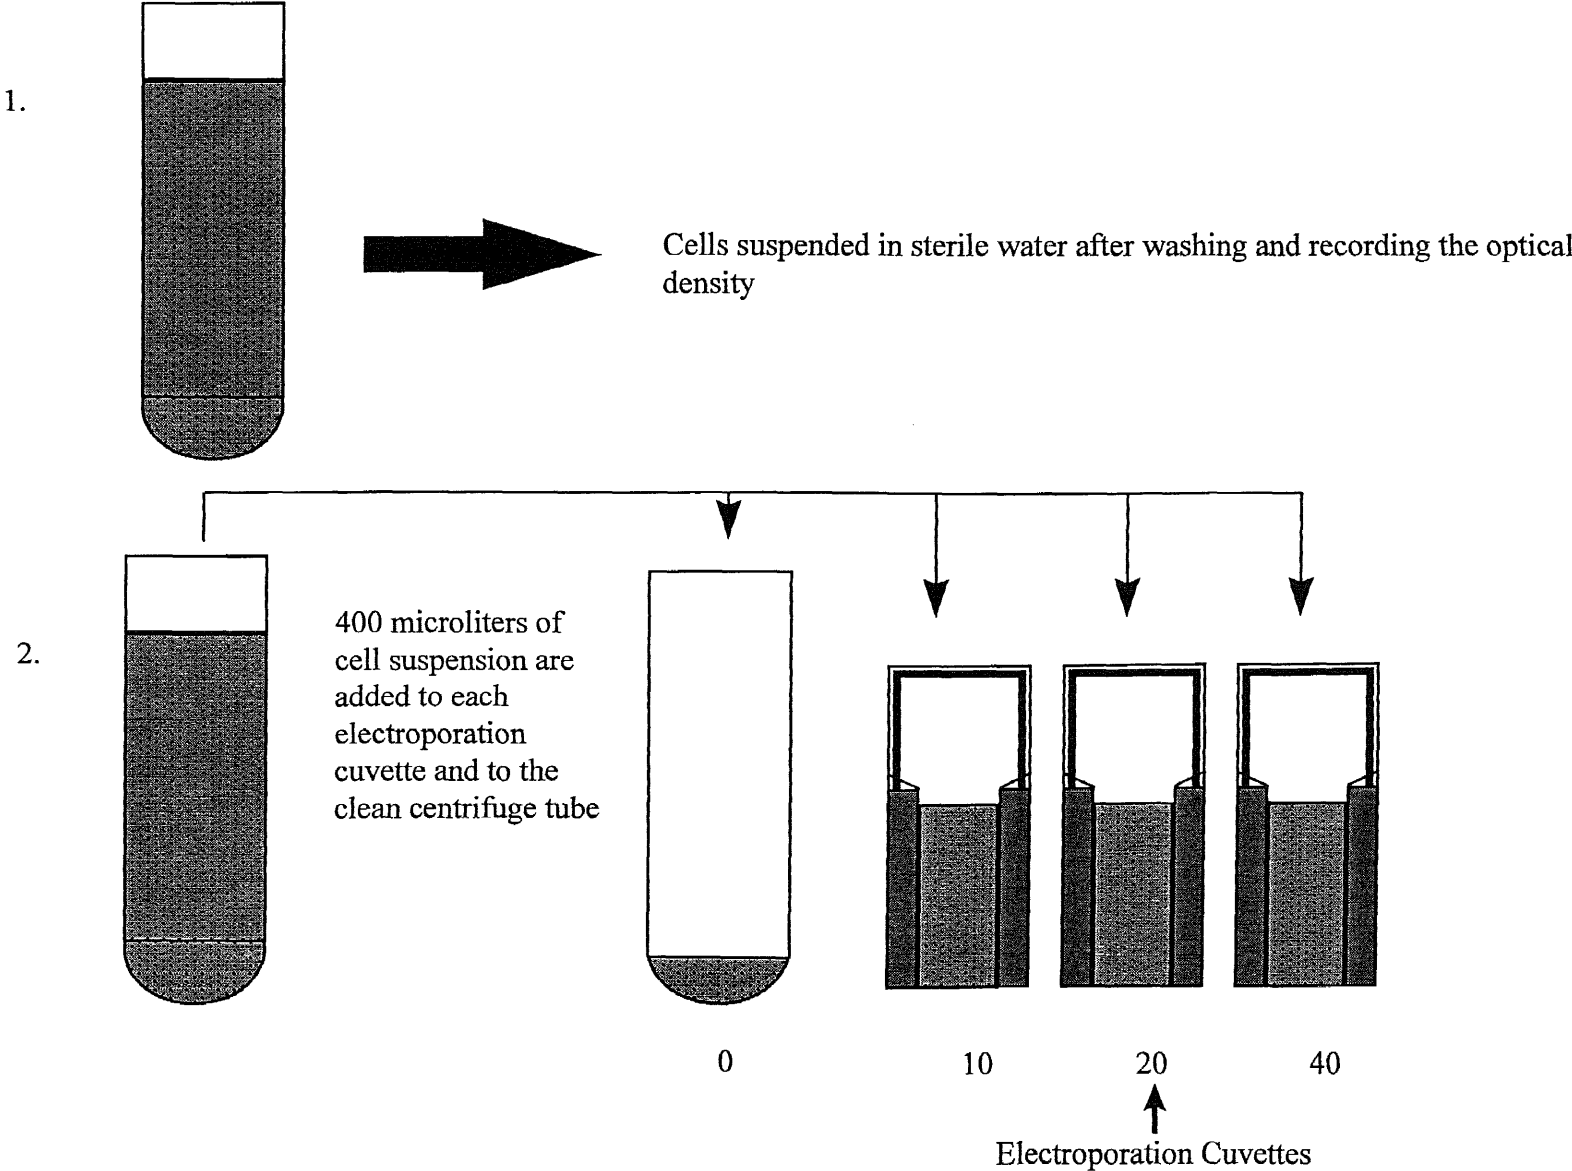 1.
Cells suspended in sterile water after washing and recording the optical
density
2.
400 microliters of
cell suspension are
added to each
electroporation
cuvette and to the
clean centrifuge tube
0 10 20 40
Electroporation Cuvettes